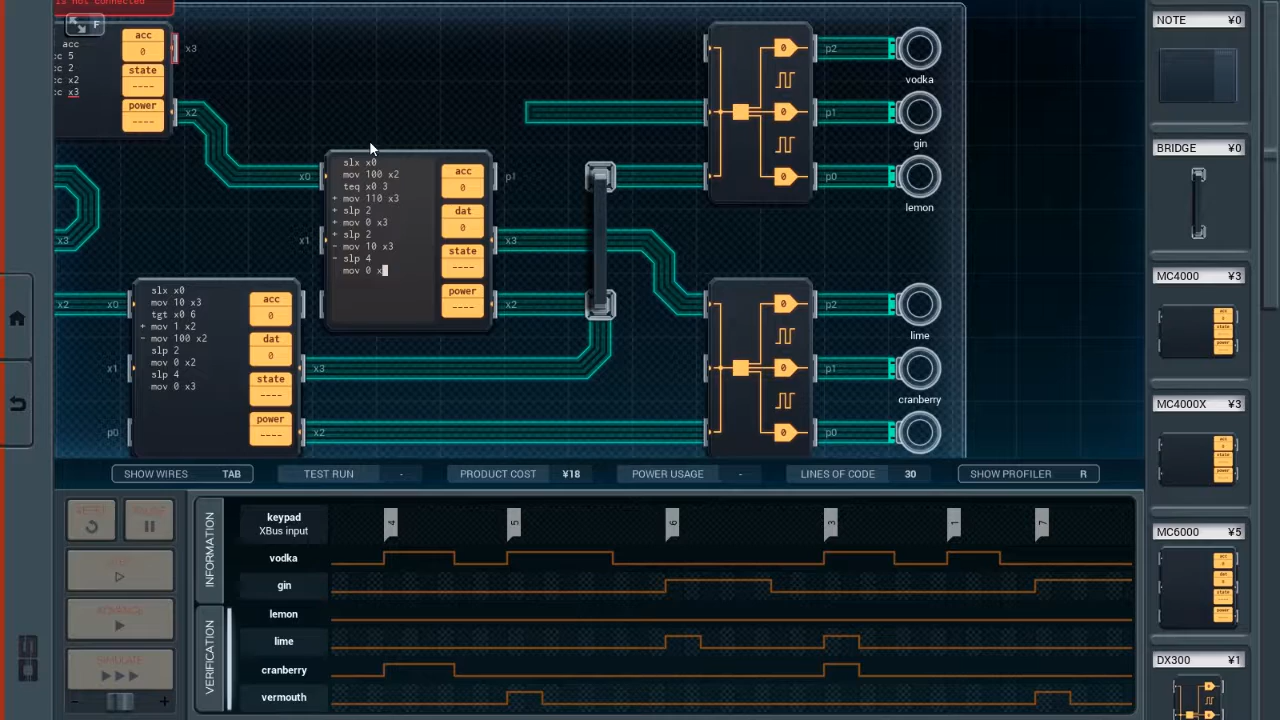 is not connected
F
acc
acc 0
x3
state ----
power ----
x2
x0
slx x0
mov 100 x2
teq x0 3
+ mov 110 x3
+ slp 2
+ mov 0 x3
+ slp 2
- mov 10 x3
- slp 4
mov 0 x
acc 0
dat 0
state ----
power ----
p1
x1
x3
x2
x3
x2
x0
slx x0
mov 10 x3
tgt x0 6
+ mov 1 x2
- mov 100 x2
slp 2
mov 0 x2
slp 4
mov 0 x3
acc 0
dat 0
state ----
power ----
x1
x3
p0
x2
0
0
0
p2
p1
p0
vodka
gin
lemon
0
0
0
p2
p1
p0
lime
cranberry
NOTE ¥0
BRIDGE ¥0
MC4000 ¥3
MC4000X ¥3
MC6000 ¥5
DX300 ¥1
SHOW WIRES TAB
TEST RUN -
PRODUCT COST ¥18
POWER USAGE -
LINES OF CODE 30
SHOW PROFILER R
ADVANCE
SIMULATE
- +
INFORMATION
VERIFICATION
keypad
XBus input
4 5 6 3 1 7
vodka
gin
lemon
lime
cranberry
vermouth